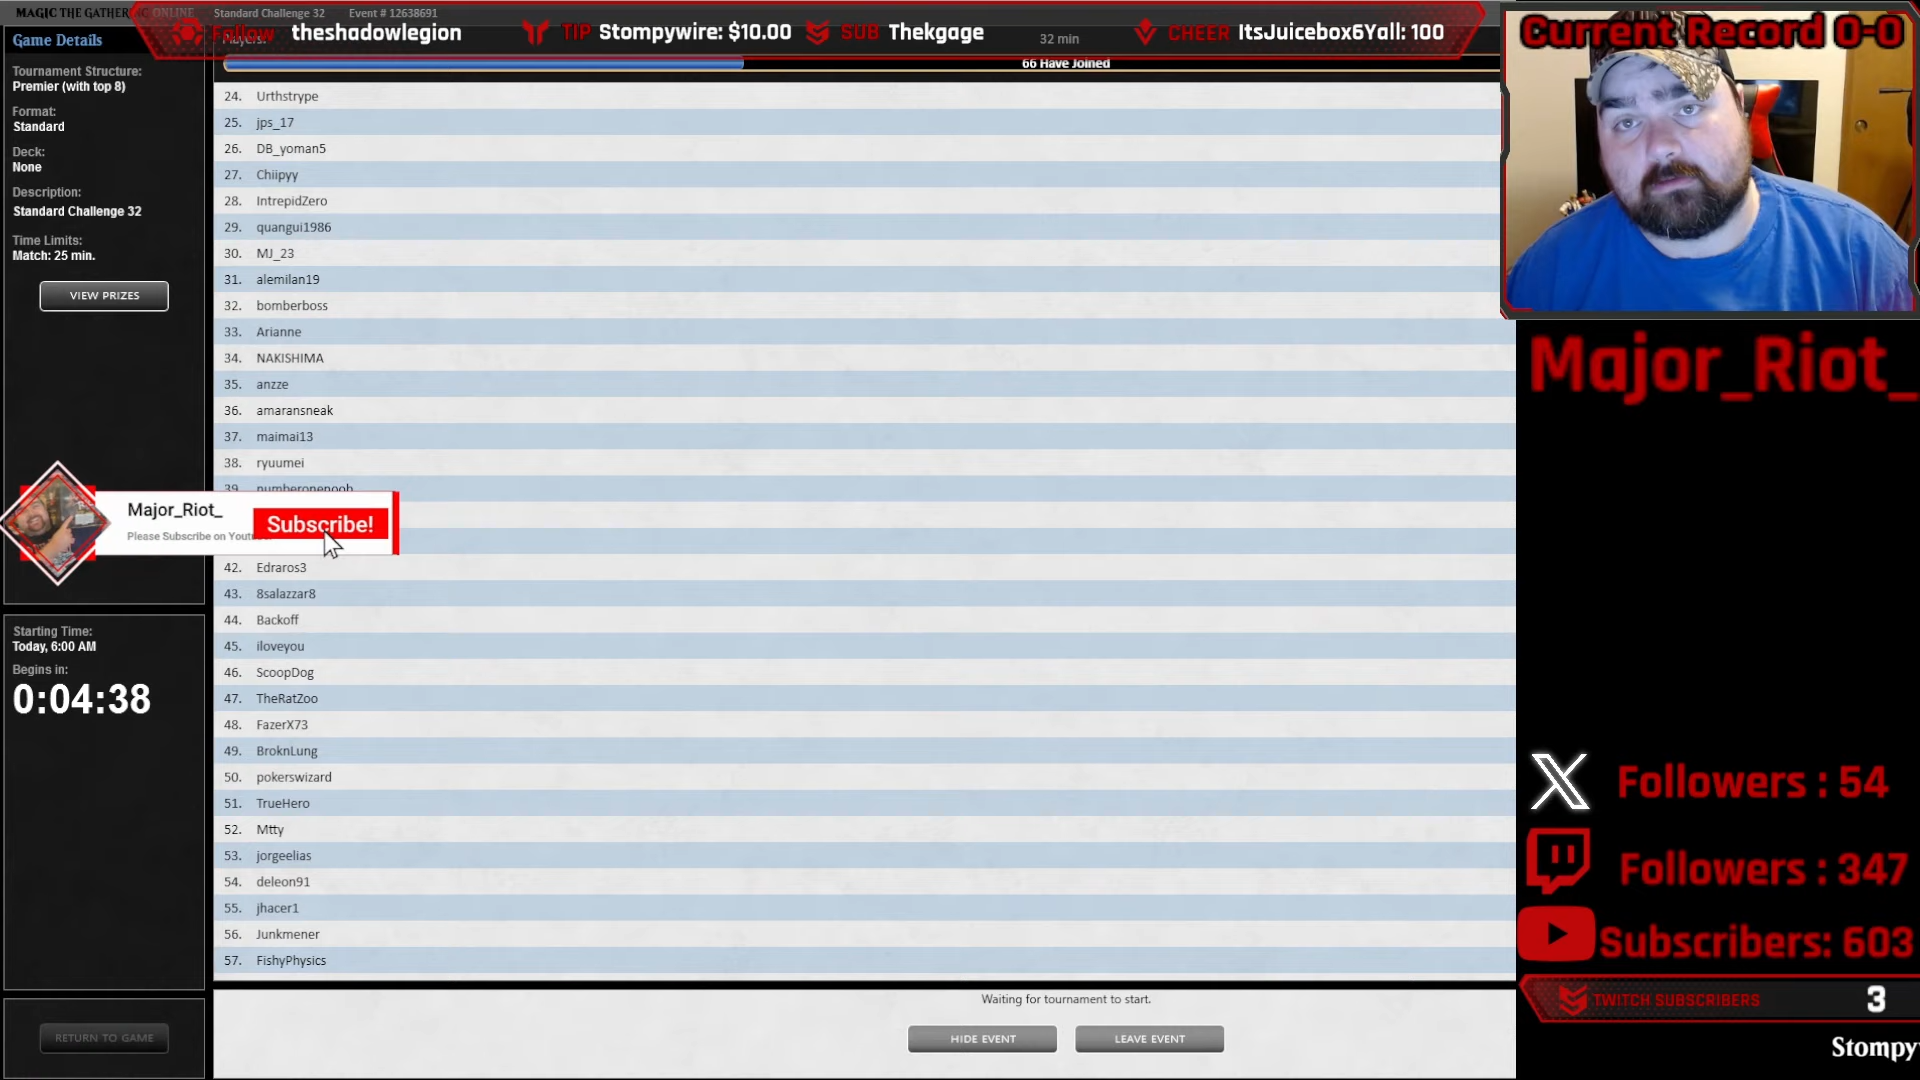 MAGIC THE GATHERING ONLINE
Standard Challenge 32
Event # 12638691
Follow theshadowlegion
TIP Stompywire: $10.00
SUB Thekgage
CHEER ItsJuicebox6Yall: 100
Players:
32 min
66 Have Joined
Game Details
Tournament Structure:
Premier (with top 8)
Format:
Standard
Deck:
None
Description:
Standard Challenge 32
Time Limits:
Match: 25 min.
VIEW PRIZES
24. Urthstrype
25. jps_17
26. DB_yoman5
27. Chiipyy
28. IntrepidZero
29. quangui1986
30. MJ_23
31. alemilan19
32. bomberboss
33. Arianne
34. NAKISHIMA
35. anzze
36. amaransneak
37. maimai13
38. ryuumei
39. numberonenoob
42. Edraros3
43. 8salazzar8
44. Backoff
45. iloveyou
46. ScoopDog
47. TheRatZoo
48. FazerX73
49. BroknLung
50. pokerswizard
51. TrueHero
52. Mtty
53. jorgeelias
54. deleon91
55. jhacer1
56. Junkmener
57. FishyPhysics
Major_Riot_
Please Subscribe on Yout
Subscribe!
Starting Time:
Today, 6:00 AM
Begins in:
0:04:38
RETURN TO GAME
Waiting for tournament to start.
HIDE EVENT
LEAVE EVENT
Current Record 0-0
Major_Riot_
Followers : 54
Followers : 347
Subscribers: 603
TWITCH SUBSCRIBERS 3
Stompy